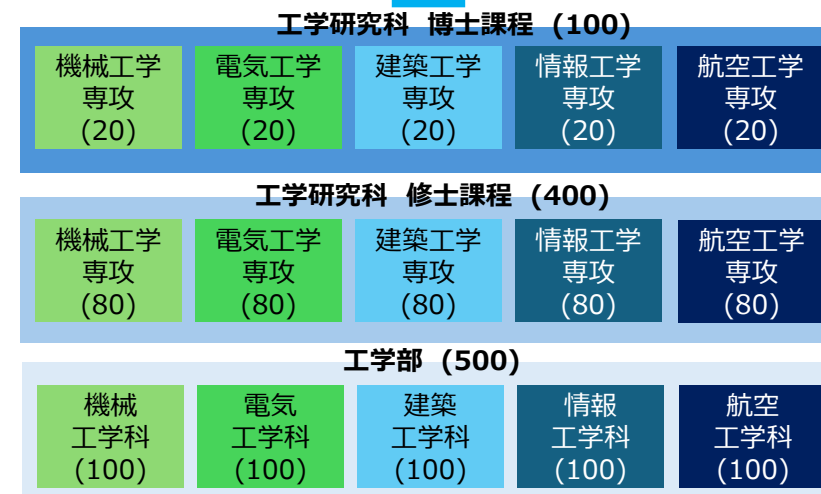 工学研究科 博士課程 (100)
機械工学
専攻
(20)
電気工学
専攻
(20)
建築工学
専攻
(20)
情報工学
専攻
(20)
航空工学
専攻
(20)
工学研究科 修士課程 (400)
機械工学
専攻
(80)
電気工学
専攻
(80)
建築工学
専攻
(80)
情報工学
専攻
(80)
航空工学
専攻
(80)
工学部 (500)
機械
工学科
(100)
電気
工学科
(100)
建築
工学科
(100)
情報
工学科
(100)
航空
工学科
(100)